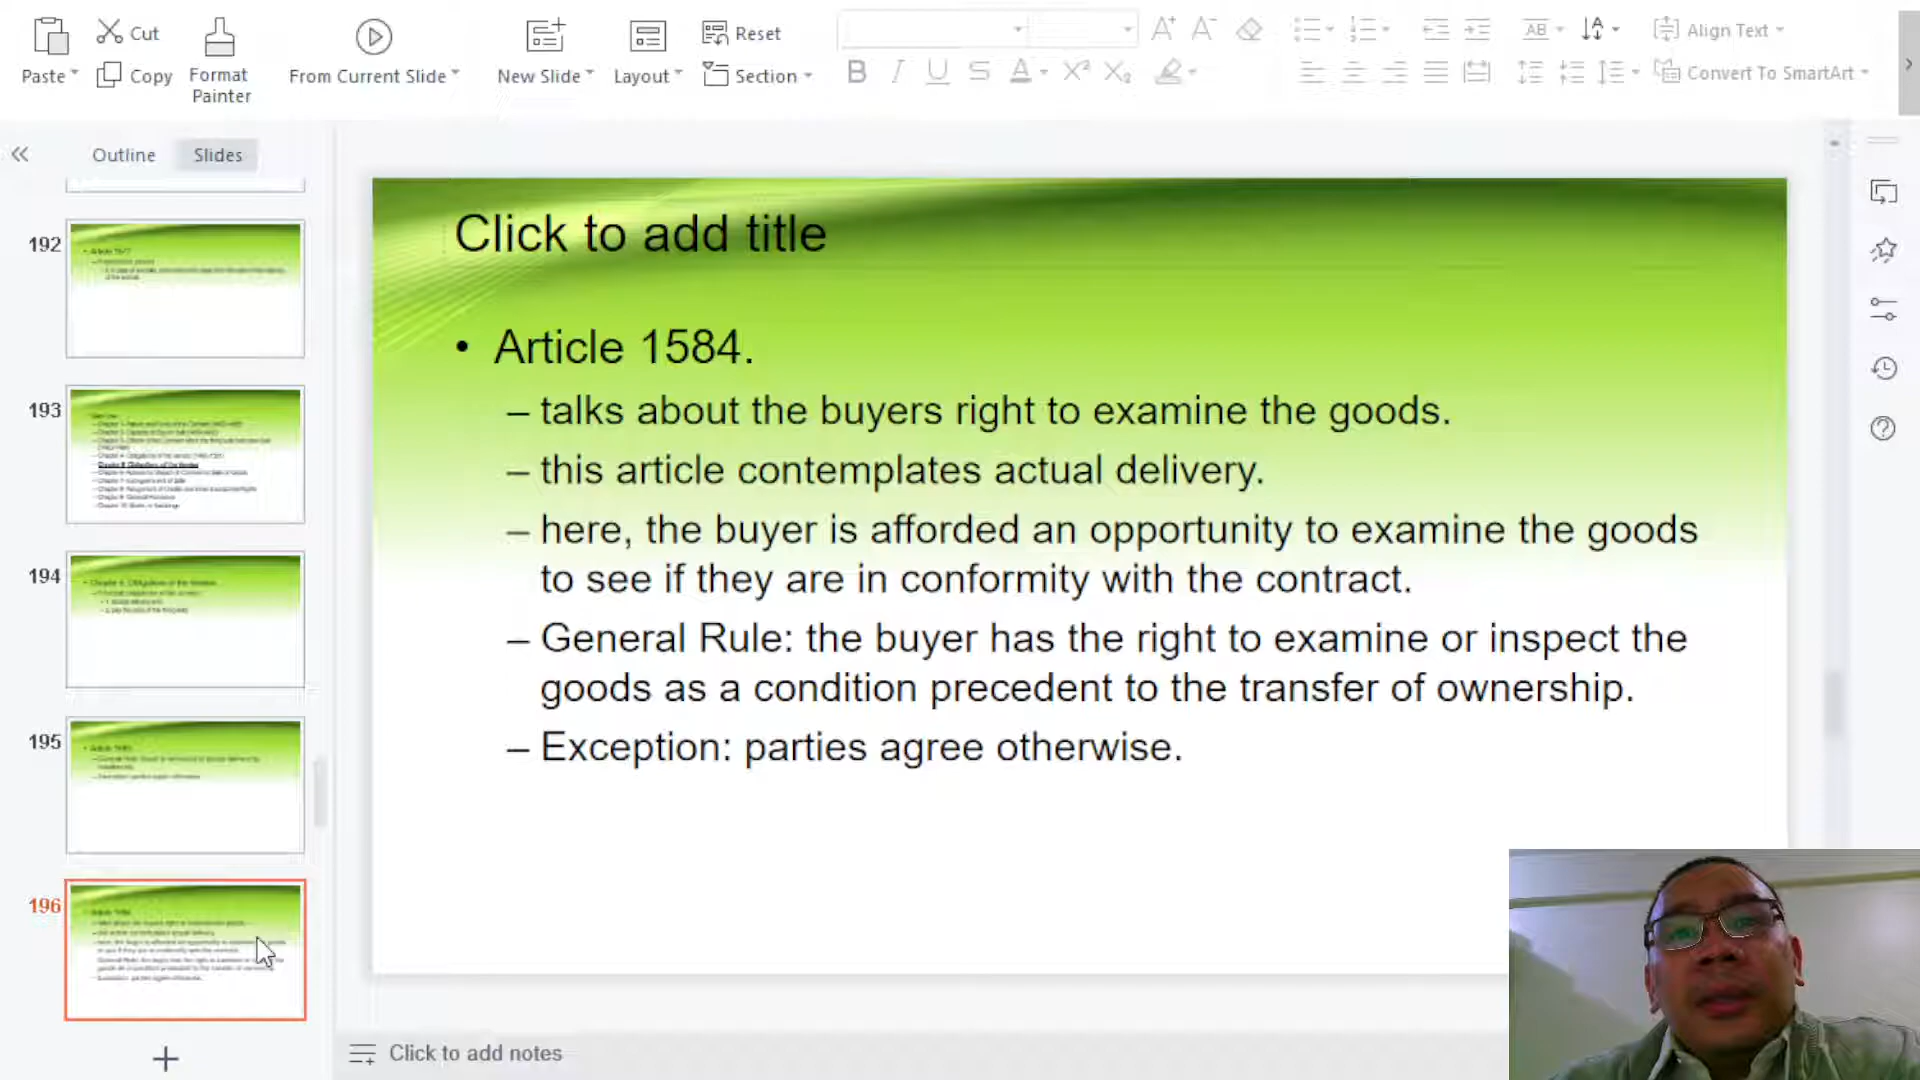 Paste
Cut
Copy
Format
Painter
From Current Slide
New Slide
Layout
Reset
Section
B I U S A X² X₂
AB
Align Text
Convert To SmartArt
Outline
Slides
192
193
194
195
196
Click to add title
• Article 1584.
– talks about the buyers right to examine the goods.
– this article contemplates actual delivery.
– here, the buyer is afforded an opportunity to examine the goods
to see if they are in conformity with the contract.
– General Rule: the buyer has the right to examine or inspect the
goods as a condition precedent to the transfer of ownership.
– Exception: parties agree otherwise.
Click to add notes